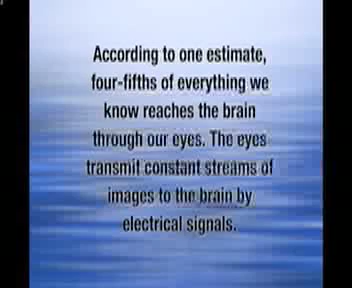 According to one estimate,
four-fifths of everything we
know reaches the brain
through our eyes. The eyes
transmit constant streams of
images to the brain by
electrical signals.